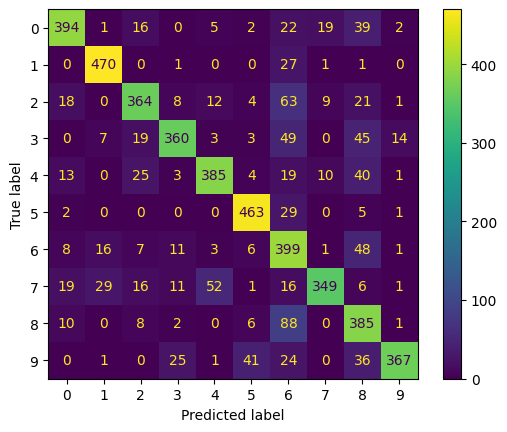 0 394 1 16 0 5 2 22 19 39 2
1 0 470 0 1 0 0 27 1 1 0
2 18 0 364 8 12 4 63 9 21 1
3 0 7 19 360 3 3 49 0 45 14
4 13 0 25 3 385 4 19 10 40 1
5 2 0 0 0 0 463 29 0 5 1
6 8 16 7 11 3 6 399 1 48 1
7 19 29 16 11 52 1 16 349 6 1
8 10 0 8 2 0 6 88 0 385 1
9 0 1 0 25 1 41 24 0 36 367
0 1 2 3 4 5 6 7 8 9
Predicted label
True label
400
300
200
100
0